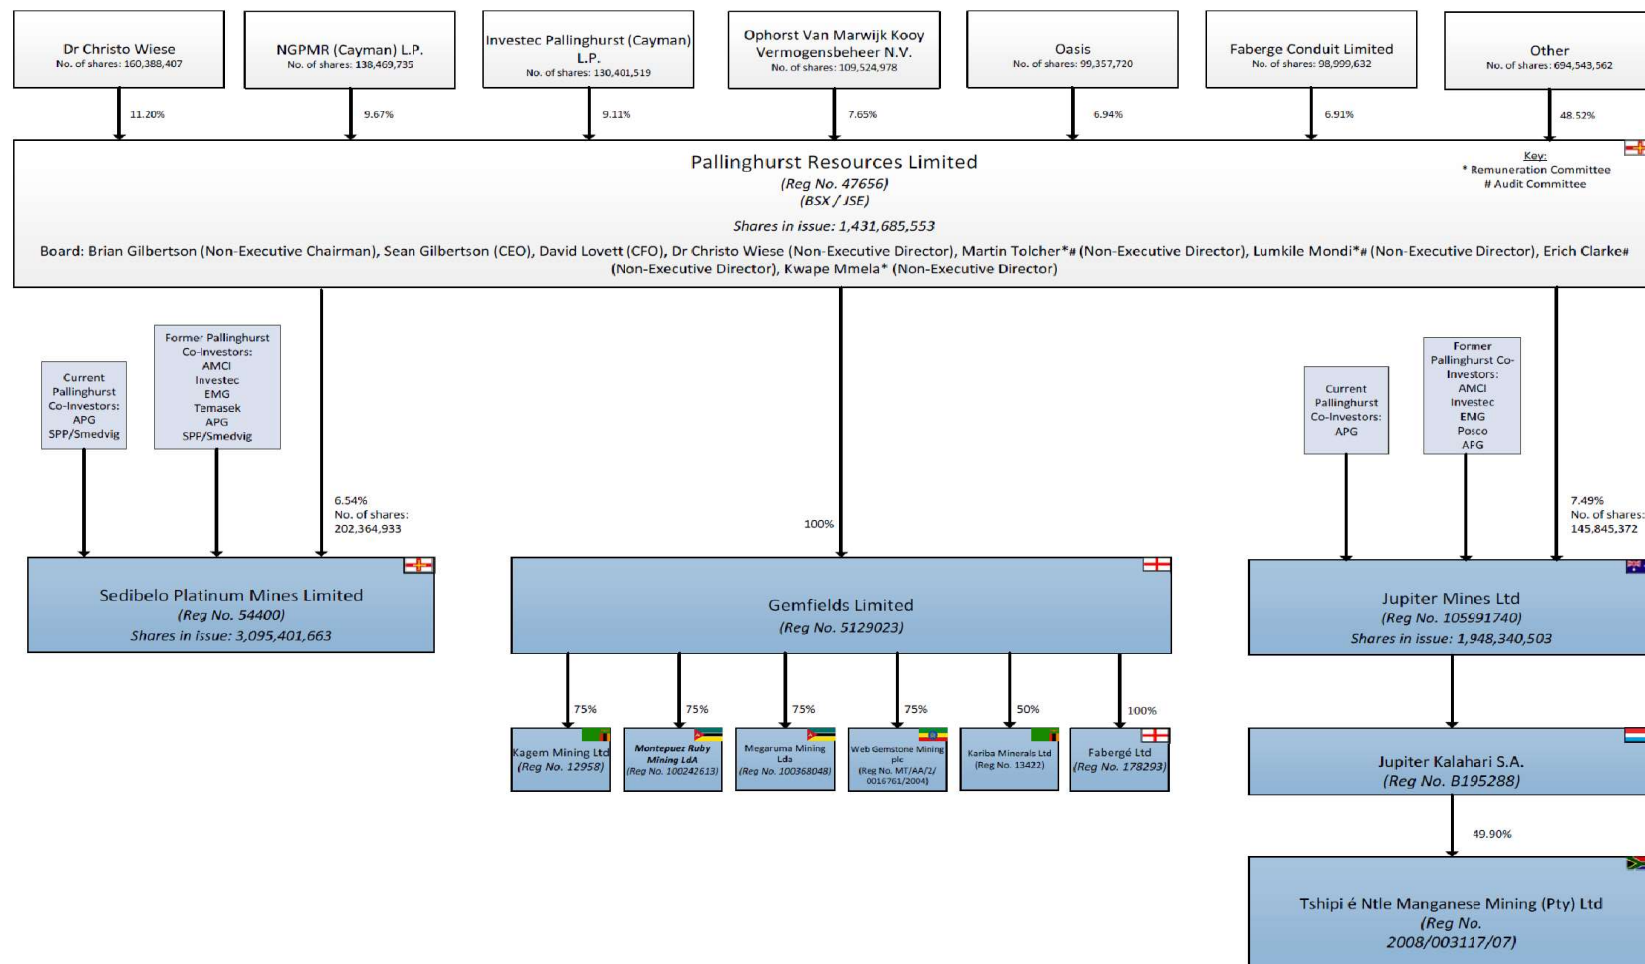 Dr Christo Wiese
No. of shares: 160,388,407
NGPMR (Cayman) L.P.
No. of shares: 138,469,735
Investec Pallinghurst (Cayman)
L.P.
No. of shares: 130,401,519
Ophorst Van Marwijk Kooy
Vermogensbeheer N.V.
No. of shares: 109,524,978
Oasis
No. of shares: 99,357,720
Faberge Conduit Limited
No. of shares: 98,999,632
Other
No. of shares: 694,543,562
11.20%
9.67%
9.11%
7.65%
6.94%
6.91%
48.52%
Pallinghurst Resources Limited
(Reg No. 47656)
(BSX / JSE)
Shares in issue: 1,431,685,553
Key:
* Remuneration Committee
# Audit Committee
Board: Brian Gilbertson (Non-Executive Chairman), Sean Gilbertson (CEO), David Lovett (CFO), Dr Christo Wiese (Non-Executive Director), Martin Tolcher*# (Non-Executive Director), Lumkile Mondi*# (Non-Executive Director), Erich Clarke#
(Non-Executive Director), Kwape Mmela* (Non-Executive Director)
Current
Pallinghurst
Co-Investors:
APG
SPP/Smedvig
Former Pallinghurst
Co-Investors:
AMCI
Investec
EMG
Temasek
APG
SPP/Smedvig
6.54%
No. of shares:
202,364,933
100%
Current
Pallinghurst
Co-Investors:
APG
Former
Pallinghurst Co-
Investors:
AMCI
Investec
EMG
Posco
APG
7.49%
No. of shares:
145,845,372
Sedibelo Platinum Mines Limited
(Reg No. 54400)
Shares in issue: 3,095,401,663
Gemfields Limited
(Reg No. 5129023)
Jupiter Mines Ltd
(Reg No. 105991740)
Shares in issue: 1,948,340,503
75%
75%
75%
75%
50%
100%
Kagem Mining Ltd
(Reg No. 12958)
Montepuez Ruby
Mining LdA
(Reg No. 100242613)
Megaruma Mining
Lda
(Reg No. 100368048)
Web Gemstone Mining
plc
(Reg No. MT/AA/2/
0016761/2004)
Kariba Minerals Ltd
(Reg No. 13422)
Fabergé Ltd
(Reg No. 178293)
Jupiter Kalahari S.A.
(Reg No. B195288)
49.90%
Tshipi é Ntle Manganese Mining (Pty) Ltd
(Reg No.
2008/003117/07)